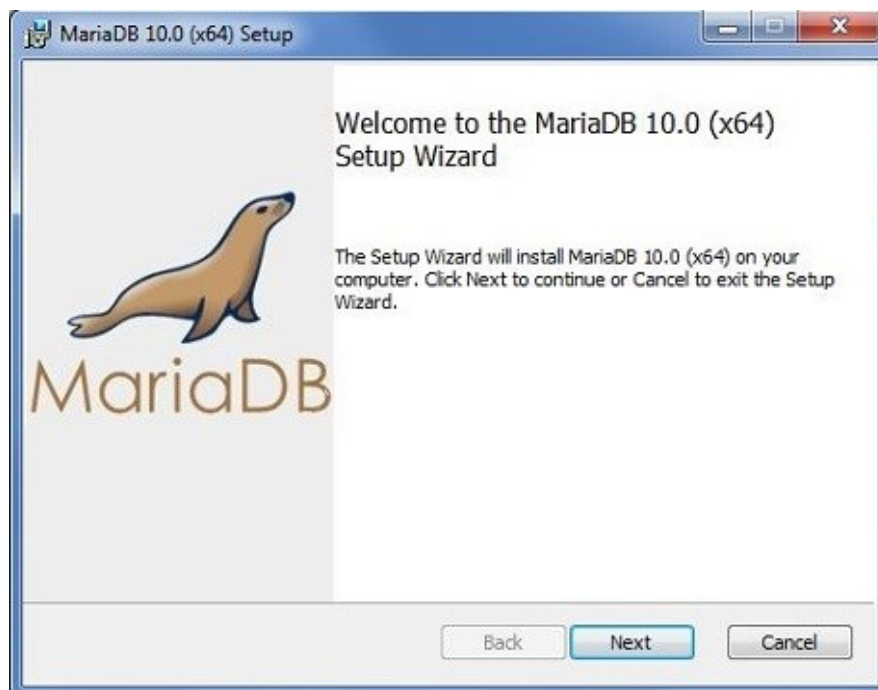 MariaDB 10.0 (x64) Setup
Welcome to the MariaDB 10.0 (x64)
Setup Wizard
The Setup Wizard will install MariaDB 10.0 (x64) on your
computer. Click Next to continue or Cancel to exit the Setup
Wizard.
MariaDB
Back
Next
Cancel